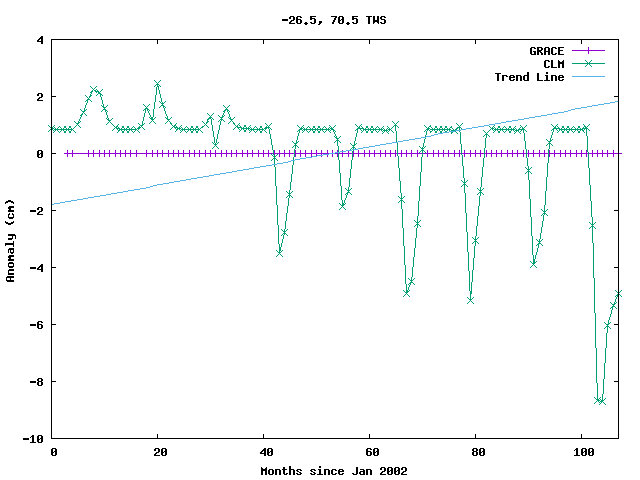 -26.5, 70.5 TWS
GRACE
CLM
Trend Line
4
2
0
-2
-4
-6
-8
-10
Anomaly (cm)
0 20 40 60 80 100
Months since Jan 2002